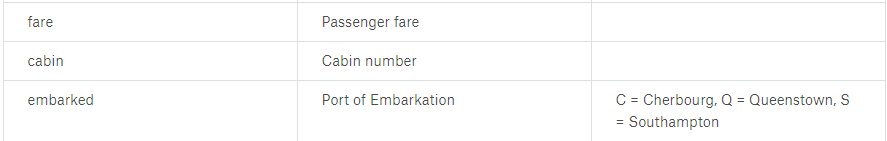 fare Passenger fare
cabin Cabin number
embarked Port of Embarkation C = Cherbourg, Q = Queenstown, S
= Southampton